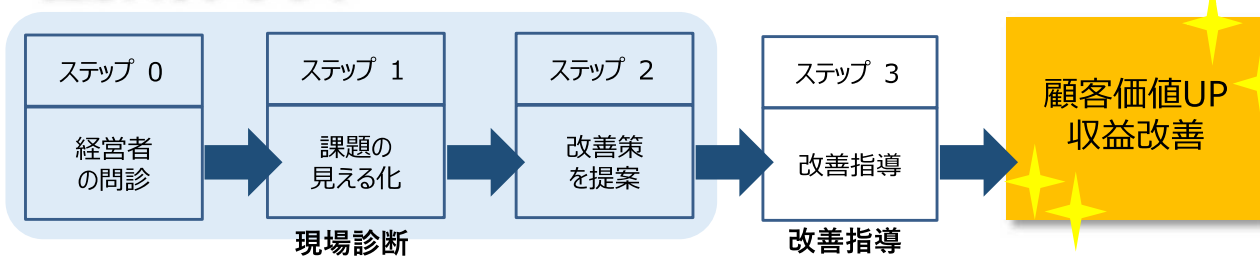 ステップ 0
経営者
の問診
ステップ 1
課題の
見える化
ステップ 2
改善策
を提案
現場診断
ステップ 3
改善指導
改善指導
顧客価値UP
収益改善